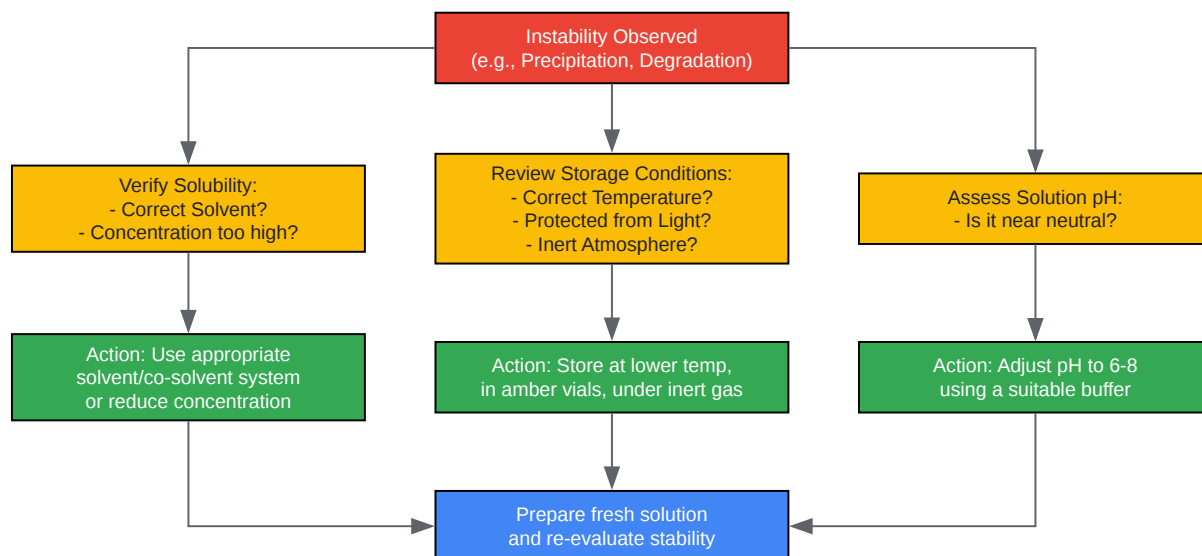 Instability Observed
(e.g., Precipitation, Degradation)
Verify Solubility:
- Correct Solvent?
- Concentration too high?
Review Storage Conditions:
- Correct Temperature?
- Protected from Light?
- Inert Atmosphere?
Assess Solution pH:
- Is it near neutral?
Action: Use appropriate
solvent/co-solvent system
or reduce concentration
Action: Store at lower temp,
in amber vials, under inert gas
Action: Adjust pH to 6-8
using a suitable buffer
Prepare fresh solution
and re-evaluate stability